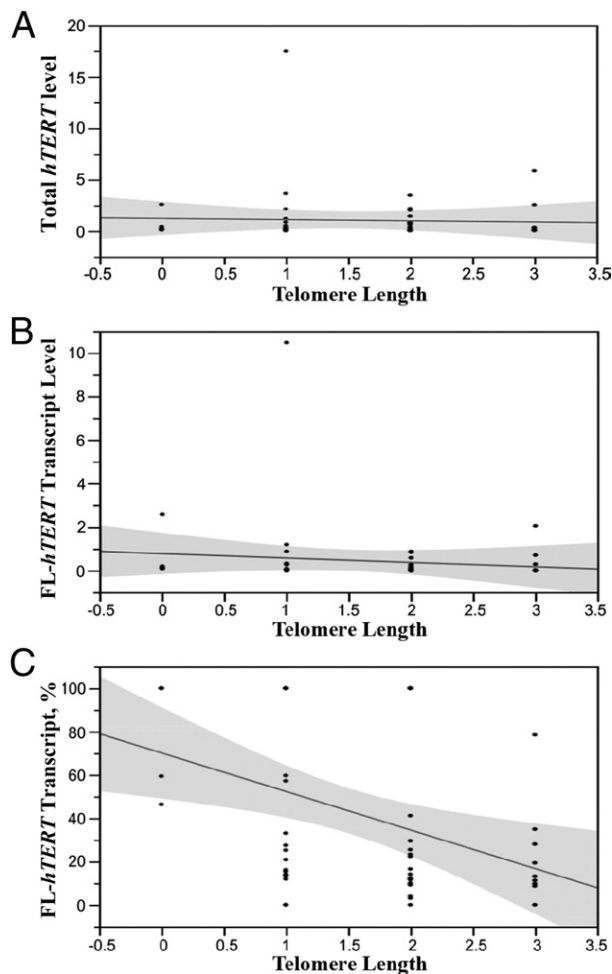 A
Total hTERT level
20
15
10
5
0
-0.5 0 0.5 1 1.5 2 2.5 3 3.5
Telomere Length
B
FL-hTERT Transcript Level
10
8
6
4
2
0
-0.5 0 0.5 1 1.5 2 2.5 3 3.5
Telomere Length
C
FL-hTERT Transcript, %
100
80
60
40
20
0
-0.5 0 0.5 1 1.5 2 2.5 3 3.5
Telomere Length